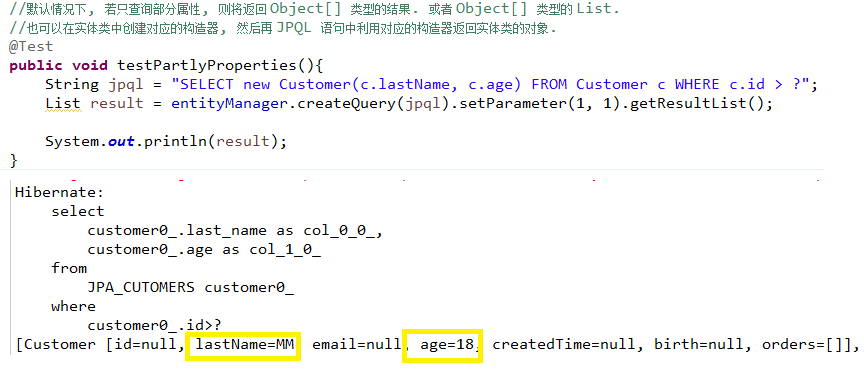 //默认情况下, 若只查询部分属性, 则将返回 Object[] 类型的结果. 或者 Object[] 类型的 List.
//也可以在实体类中创建对应的构造器, 然后再 JPQL 语句中利用对应的构造器返回实体类的对象.
@Test
public void testPartlyProperties(){
String jpql = "SELECT new Customer(c.lastName, c.age) FROM Customer c WHERE c.id > ?";
List result = entityManager.createQuery(jpql).setParameter(1, 1).getResultList();
System.out.println(result);
}
Hibernate:
select
customer0_.last_name as col_0_0_,
customer0_.age as col_1_0_
from
JPA_CUTOMERS customer0_
where
customer0_.id>?
[Customer [id=null, lastName=MM, email=null, age=18, createdTime=null, birth=null, orders=[]],